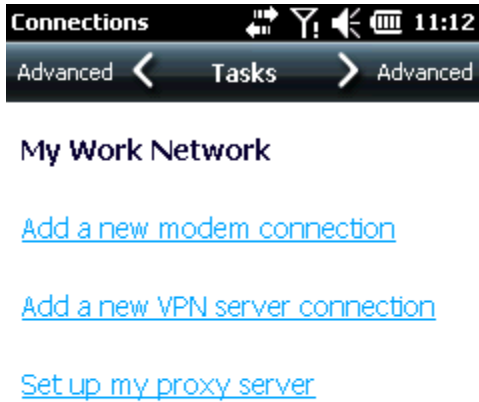 Connections 11:12
Advanced Tasks Advanced
My Work Network
Add a new modem connection
Add a new VPN server connection
Set up my proxy server